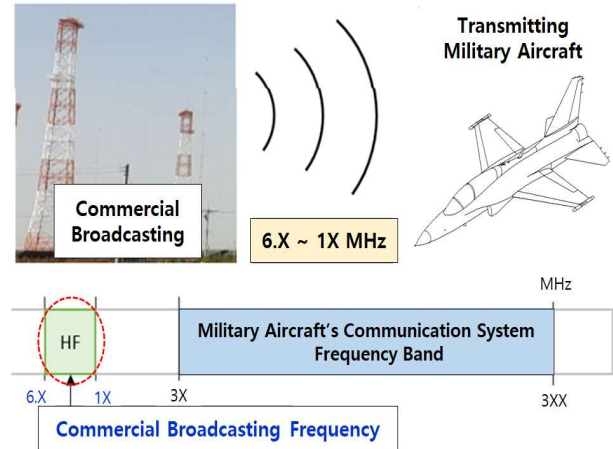 Transmitting
Military Aircraft
Commercial
Broadcasting
6.X ~ 1X MHz
MHz
HF
Military Aircraft's Communication System
Frequency Band
6.X
1X
3X
3XX
Commercial Broadcasting Frequency